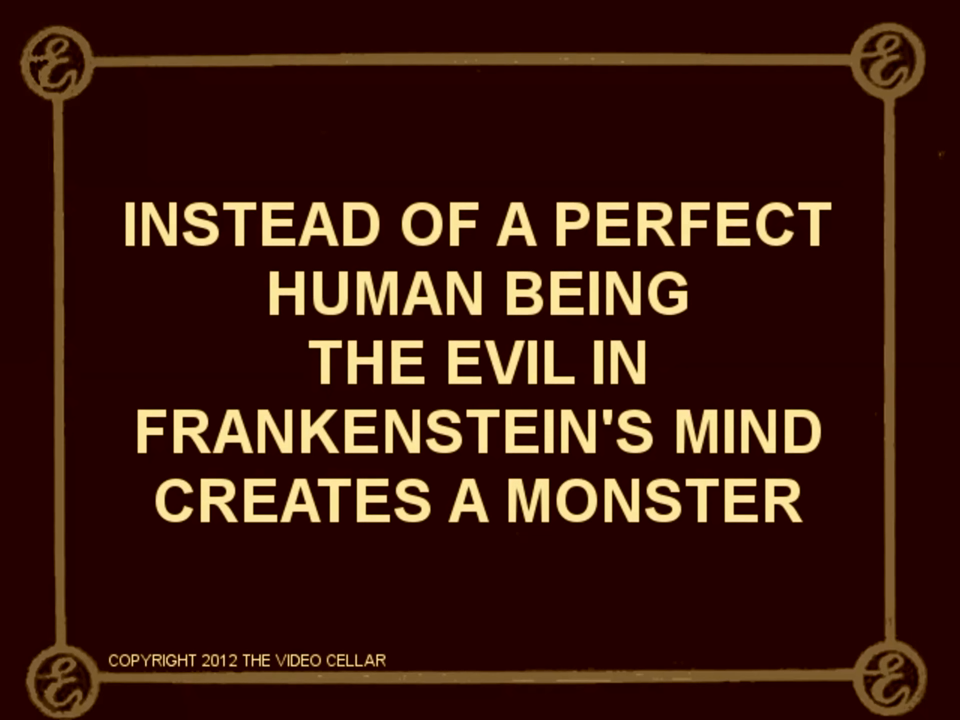 INSTEAD OF A PERFECT
HUMAN BEING
THE EVIL IN
FRANKENSTEIN'S MIND
CREATES A MONSTER
COPYRIGHT 2012 THE VIDEO CELLAR